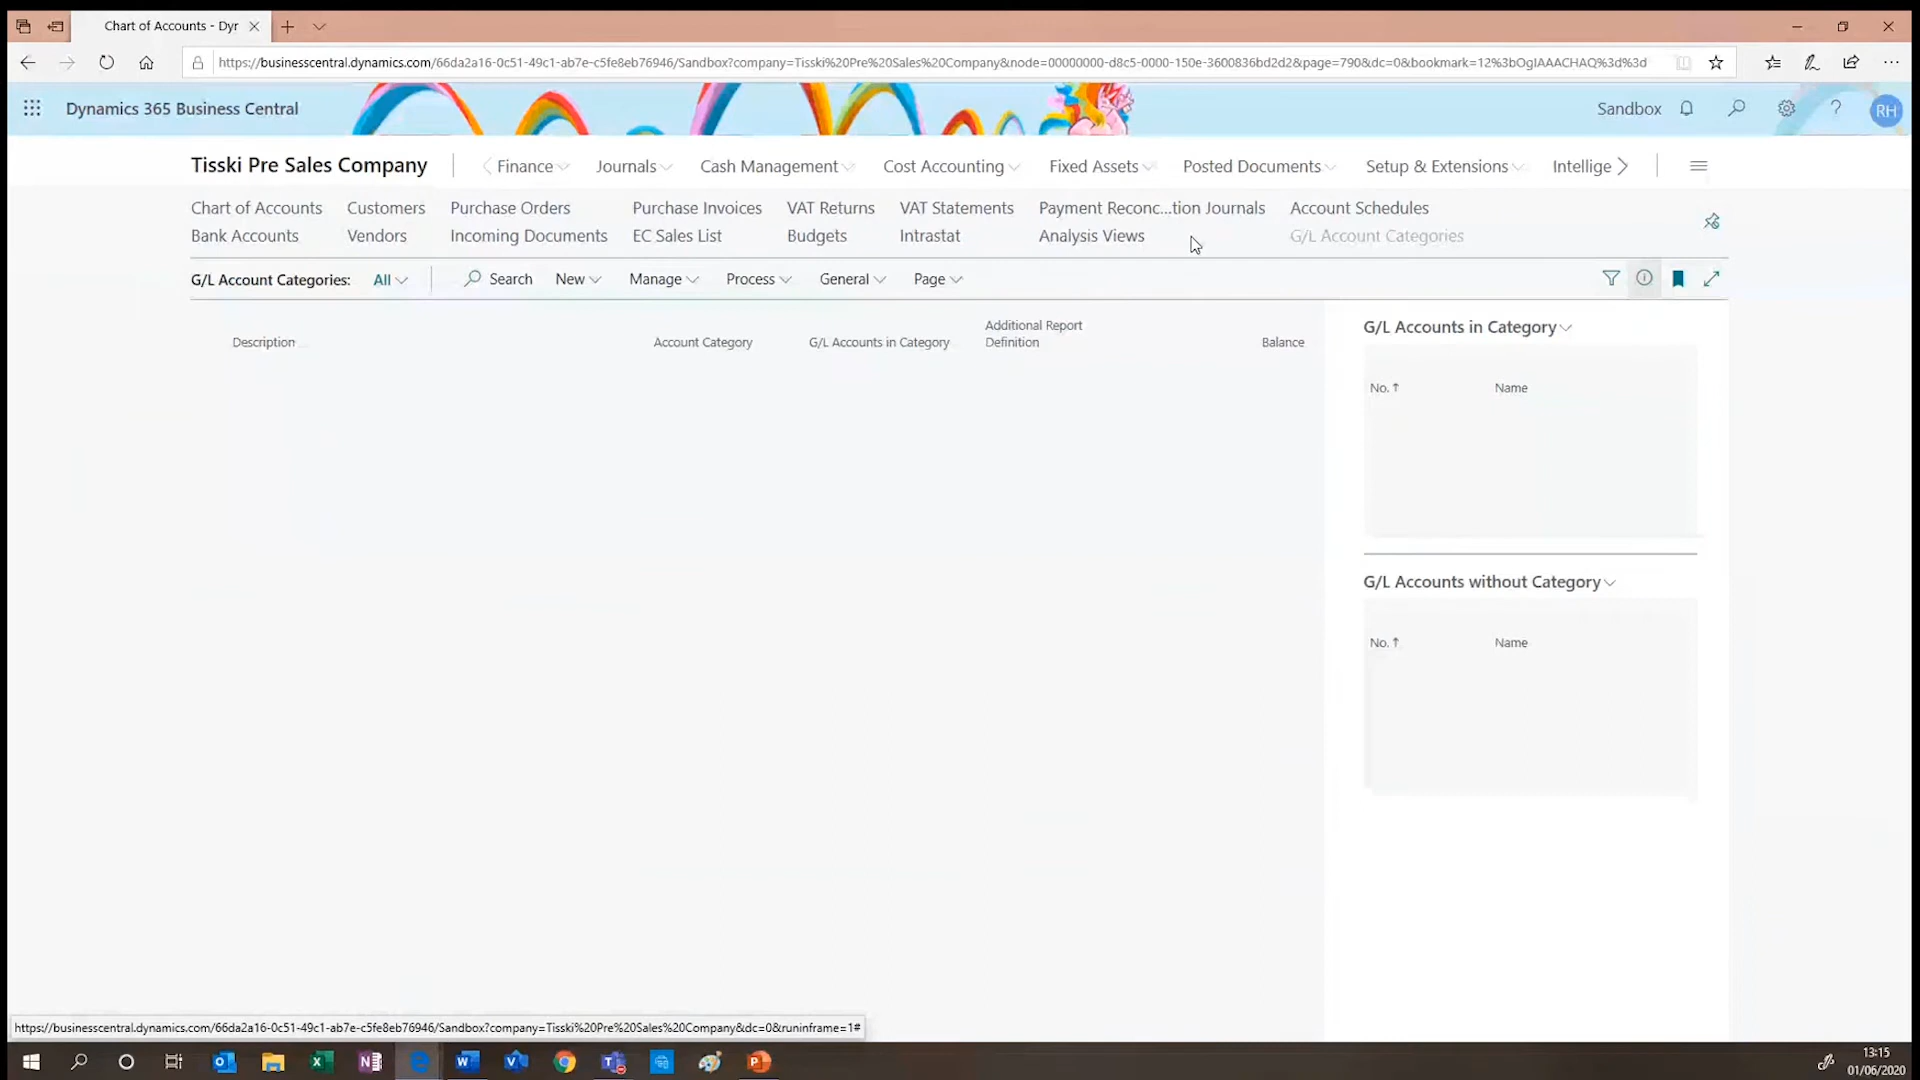 Chart of Accounts - Dyr
https://businesscentral.dynamics.com/66da2a16-0c51-49c1-ab7e-c5fe8eb76946/Sandbox?company=Tisski%20Pre%20Sales%20Company&node=00000000-d8c5-0000-150e-3600836bd2d2&page=790&dc=0&bookmark=12%3bOgIAAACHAQ%3d%3d
Dynamics 365 Business Central
Sandbox
RH
Tisski Pre Sales Company
Finance Journals Cash Management Cost Accounting Fixed Assets Posted Documents Setup & Extensions Intellige
Chart of Accounts Customers Purchase Orders Purchase Invoices VAT Returns VAT Statements Payment Reconc...tion Journals Account Schedules
Bank Accounts Vendors Incoming Documents EC Sales List Budgets Intrastat Analysis Views G/L Account Categories
G/L Account Categories: All Search New Manage Process General Page
Description Account Category G/L Accounts in Category Additional Report Definition Balance
G/L Accounts in Category
No. ↑ Name
G/L Accounts without Category
No. ↑ Name
https://businesscentral.dynamics.com/66da2a16-0c51-49c1-ab7e-c5fe8eb76946/Sandbox?company=Tisski%20Pre%20Sales%20Company&dc=0&runinframe=1#
13:15
01/06/2020